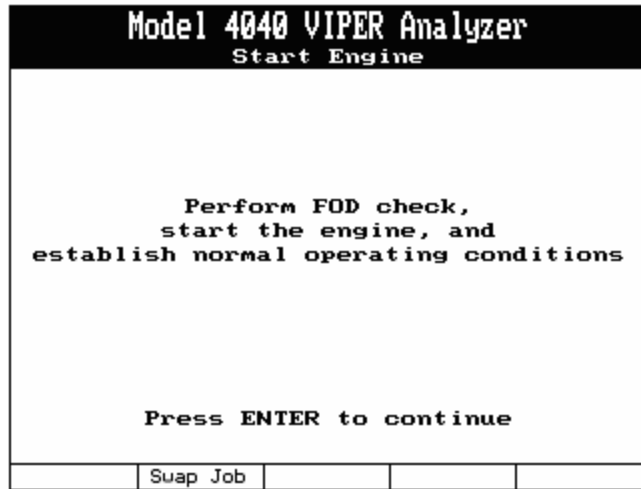 Model 4040 VIPER Analyzer
Start Engine
Perform FOD check,
start the engine, and
establish normal operating conditions
Press ENTER to continue
Swap Job